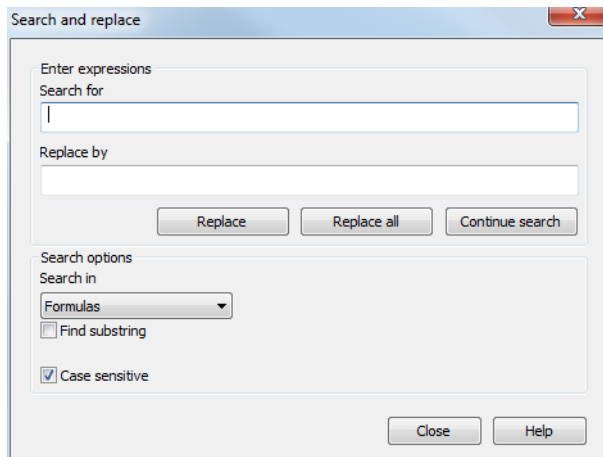 Search and replace
Enter expressions
Search for
Replace by
Replace
Replace all
Continue search
Search options
Search in
Formulas
Find substring
Case sensitive
Close
Help